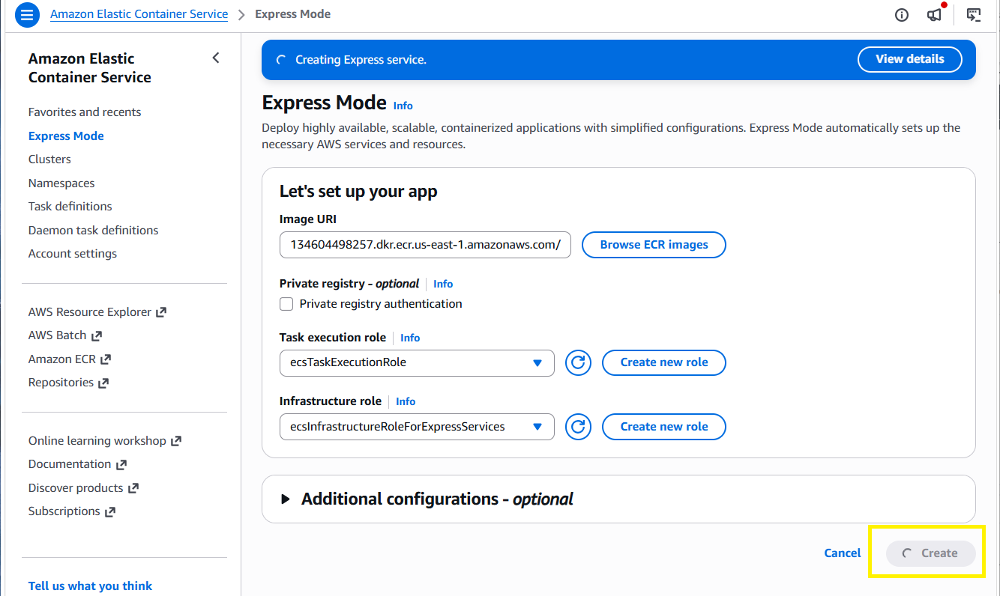 Amazon Elastic Container Service > Express Mode
Amazon Elastic
Container Service
Favorites and recents
Express Mode
Clusters
Namespaces
Task definitions
Daemon task definitions
Account settings
AWS Resource Explorer
AWS Batch
Amazon ECR
Repositories
Online learning workshop
Documentation
Discover products
Subscriptions
Tell us what you think
Creating Express service.
View details
Express Mode Info
Deploy highly available, scalable, containerized applications with simplified configurations. Express Mode automatically sets up the
necessary AWS services and resources.
Let's set up your app
Image URI
134604498257.dkr.ecr.us-east-1.amazonaws.com/
Browse ECR images
Private registry - optional Info
Private registry authentication
Task execution role Info
ecsTaskExecutionRole
Create new role
Infrastructure role Info
ecsInfrastructureRoleForExpressServices
Create new role
Additional configurations - optional
Cancel
Create